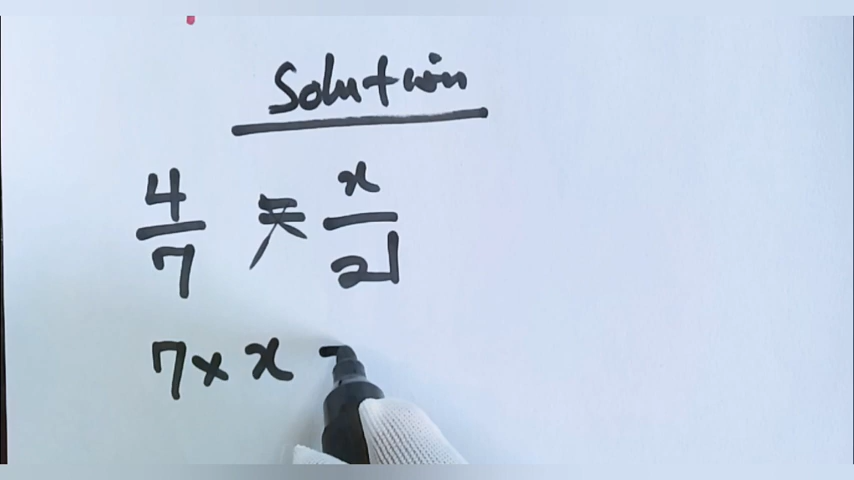 Solution
4/7 = x/21
7 × x